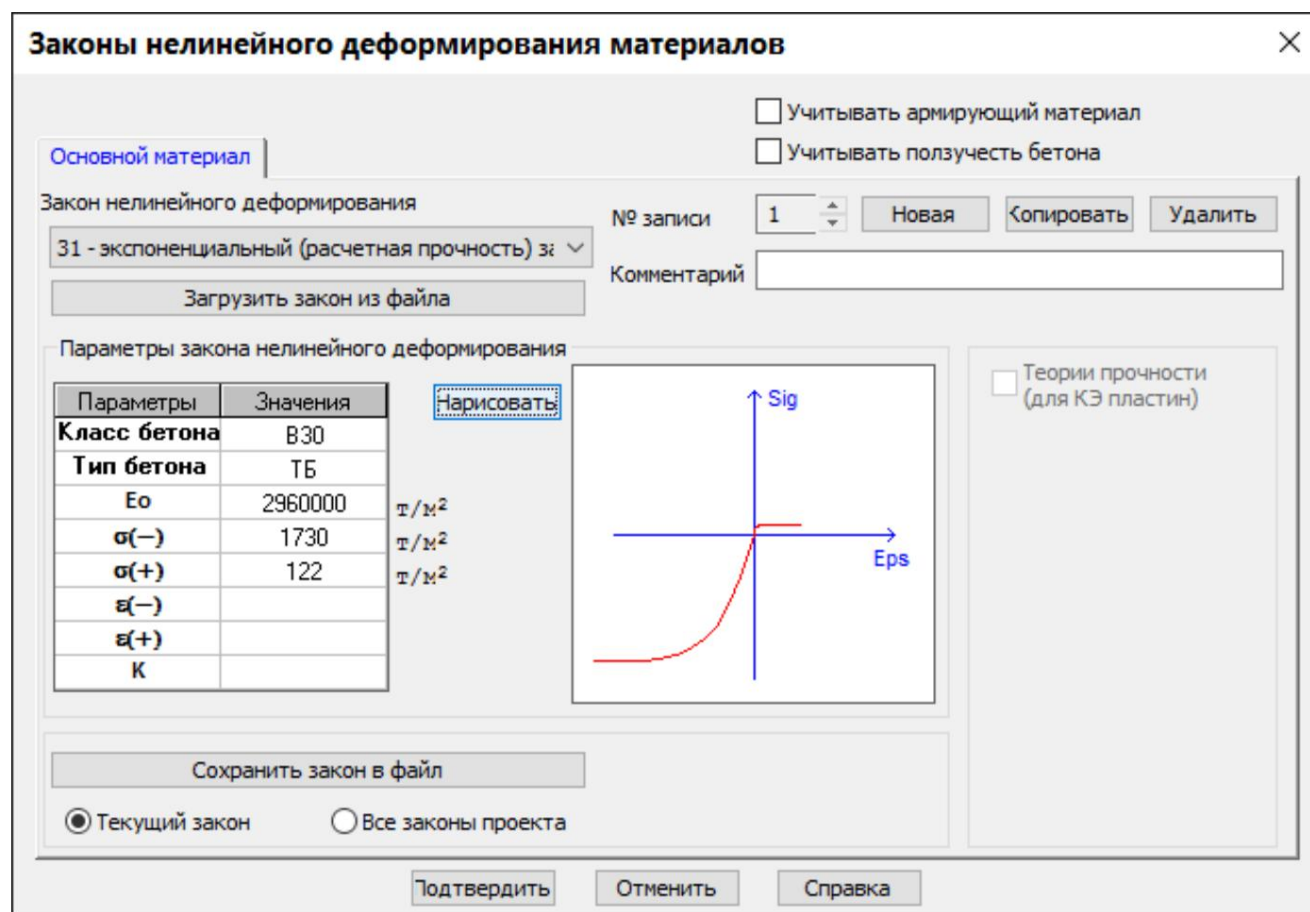 Законы нелинейного деформирования материалов
Учитывать армирующий материал
Учитывать ползучесть бетона
Основной материал
Закон нелинейного деформирования
31 - экспоненциальный (расчетная прочность) за
Загрузить закон из файла
№ записи
1
Новая
Копировать
Удалить
Комментарий
Параметры закона нелинейного деформирования
Параметры Значения
Класс бетона B30
Тип бетона ТБ
Eo 2960000 т/м²
σ(−) 1730 т/м²
σ(+) 122 т/м²
ε(−)
ε(+)
K
Нарисовать
Sig
Eps
Теории прочности
(для КЭ пластин)
Сохранить закон в файл
Текущий закон
Все законы проекта
Подтвердить
Отменить
Справка